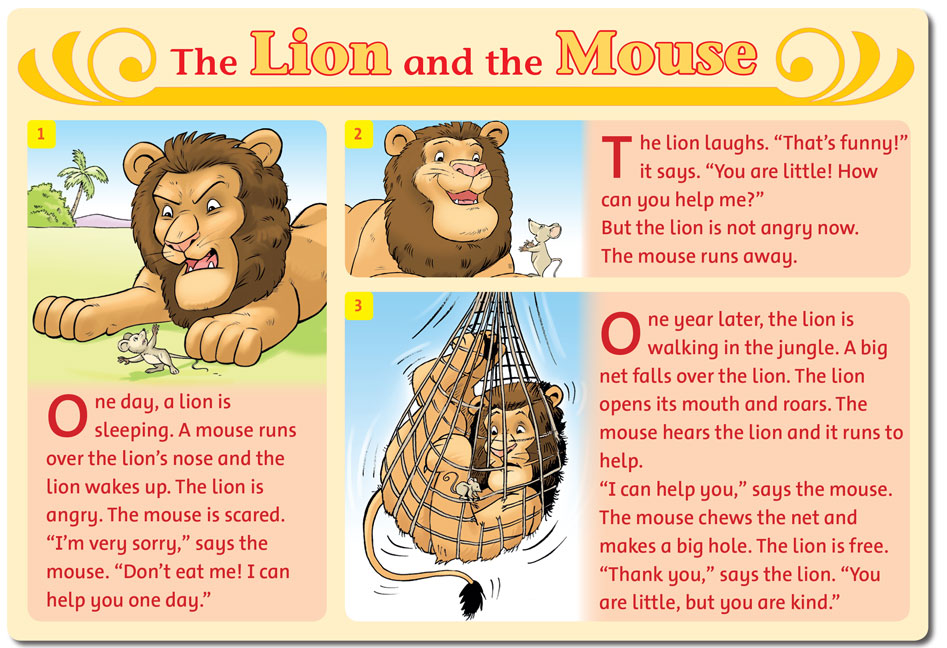 The Lion and the Mouse
1
One day, a lion is
sleeping. A mouse runs
over the lion's nose and the
lion wakes up. The lion is
angry. The mouse is scared.
“I'm very sorry,” says the
mouse. “Don't eat me! I can
help you one day.”
2
The lion laughs. “That's funny!”
it says. “You are little! How
can you help me?”
But the lion is not angry now.
The mouse runs away.
3
One year later, the lion is
walking in the jungle. A big
net falls over the lion. The lion
opens its mouth and roars. The
mouse hears the lion and it runs to
help.
“I can help you,” says the mouse.
The mouse chews the net and
makes a big hole. The lion is free.
“Thank you,” says the lion. “You
are little, but you are kind.”